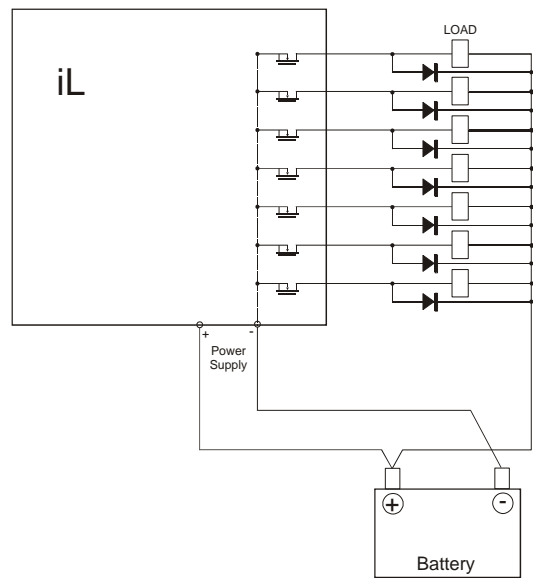 LOAD
iL
+ -
Power
Supply
+ -
Battery